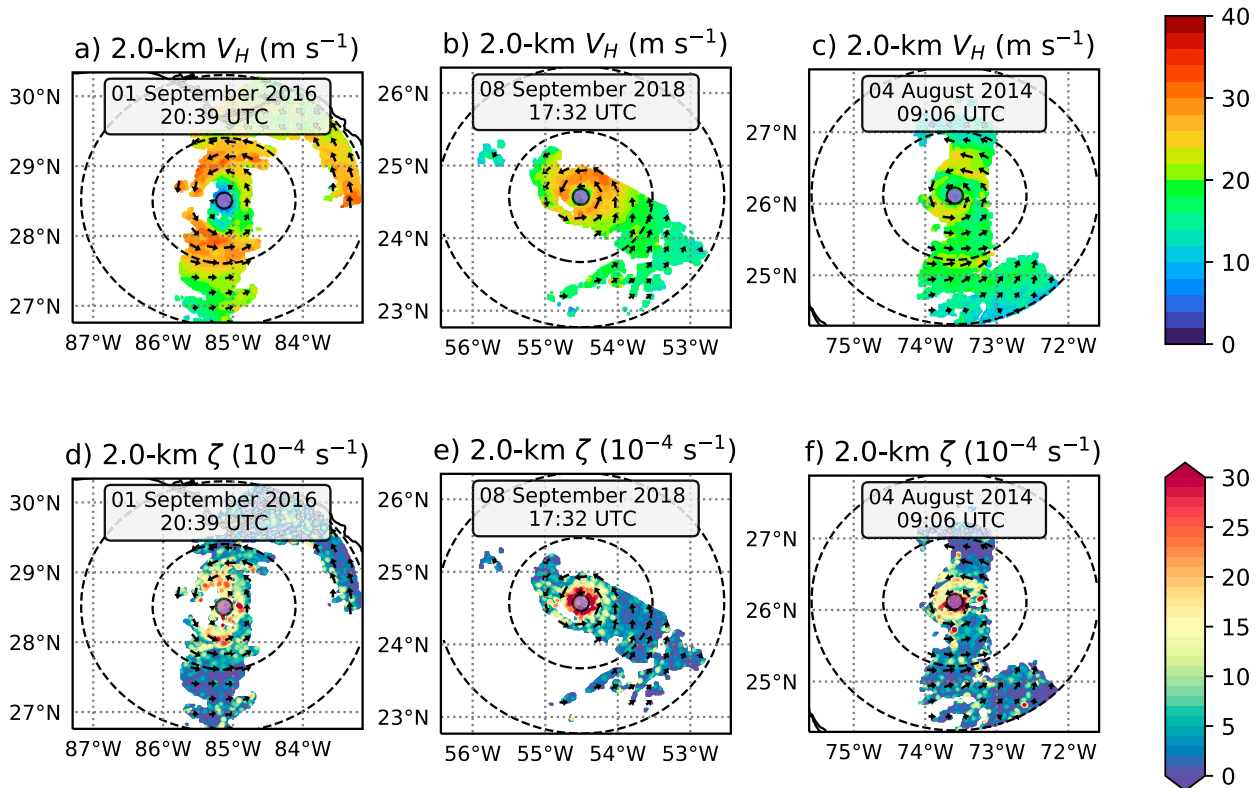 a) 2.0-km V_H (m s⁻¹)
01 September 2016
20:39 UTC
30°N
29°N
28°N
27°N
87°W 86°W 85°W 84°W
b) 2.0-km V_H (m s⁻¹)
08 September 2018
17:32 UTC
26°N
25°N
24°N
23°N
56°W 55°W 54°W 53°W
c) 2.0-km V_H (m s⁻¹)
04 August 2014
09:06 UTC
27°N
26°N
25°N
75°W 74°W 73°W 72°W
40
30
20
10
0
d) 2.0-km ζ (10⁻⁴ s⁻¹)
01 September 2016
20:39 UTC
30°N
29°N
28°N
27°N
87°W 86°W 85°W 84°W
e) 2.0-km ζ (10⁻⁴ s⁻¹)
08 September 2018
17:32 UTC
26°N
25°N
24°N
23°N
56°W 55°W 54°W 53°W
f) 2.0-km ζ (10⁻⁴ s⁻¹)
04 August 2014
09:06 UTC
27°N
26°N
25°N
75°W 74°W 73°W 72°W
30
25
20
15
10
5
0